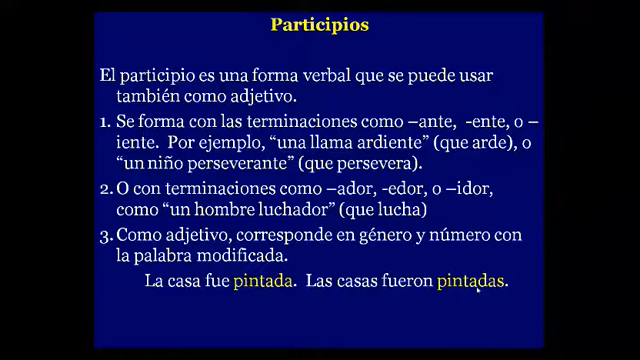 Participios
El participio es una forma verbal que se puede usar
también como adjetivo.
1. Se forma con las terminaciones como –ante, -ente, o –
iente. Por ejemplo, “una llama ardiente” (que arde), o
“un niño perseverante” (que persevera).
2. O con terminaciones como –ador, -edor, o –idor,
como “un hombre luchador” (que lucha)
3. Como adjetivo, corresponde en género y número con
la palabra modificada.
La casa fue pintada. Las casas fueron pintadas.